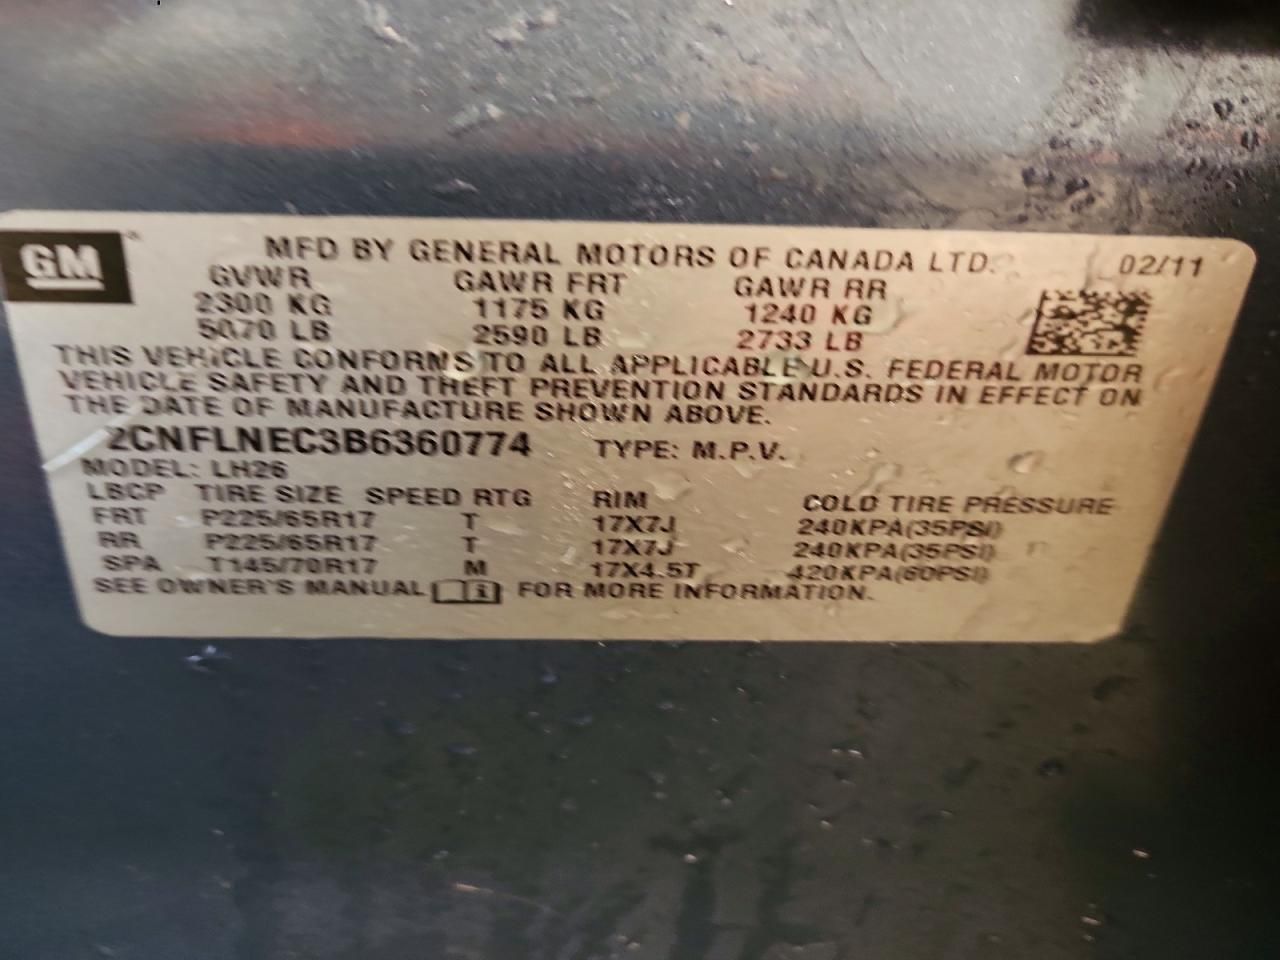 GM
MFD BY GENERAL MOTORS OF CANADA LTD. 02/11
GVWR GAWR FRT GAWR RR
2300 KG 1175 KG 1240 KG
5070 LB 2590 LB 2733 LB
THIS VEHICLE CONFORMS TO ALL APPLICABLE U.S. FEDERAL MOTOR
VEHICLE SAFETY AND THEFT PREVENTION STANDARDS IN EFFECT ON
THE DATE OF MANUFACTURE SHOWN ABOVE.
2CNFLNEC3B6360774 TYPE: M.P.V.
MODEL: LH26
LBCP TIRE SIZE SPEED RTG RIM COLD TIRE PRESSURE
FRT P225/65R17 T 17X7J 240KPA(35PSI)
RR P225/65R17 T 17X7J 240KPA(35PSI)
SPA T145/70R17 M 17X4.5T 420KPA(60PSI)
SEE OWNER'S MANUAL FOR MORE INFORMATION.